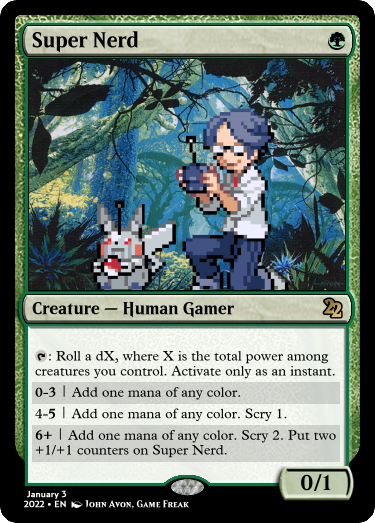 Super Nerd
Creature — Human Gamer
22
: Roll a dX, where X is the total power among
creatures you control. Activate only as an instant.
0-3 | Add one mana of any color.
4-5 | Add one mana of any color. Scry 1.
6+ | Add one mana of any color. Scry 2. Put two
+1/+1 counters on Super Nerd.
0/1
January 3
2022 • EN John Avon, Game Freak